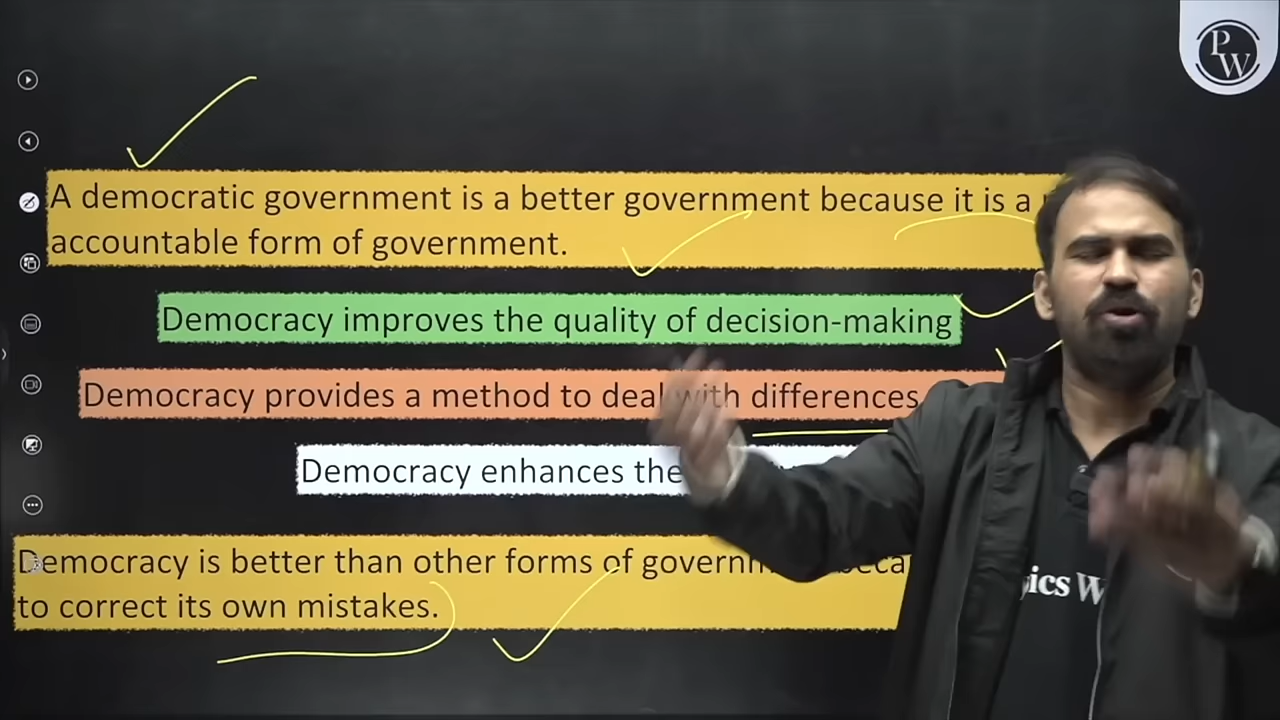 P
W
A democratic government is a better government because it is a
accountable form of government.
Democracy improves the quality of decision-making
Democracy provides a method to deal with differences
Democracy enhances the
Democracy is better than other forms of
to correct its own mistakes.
ics W